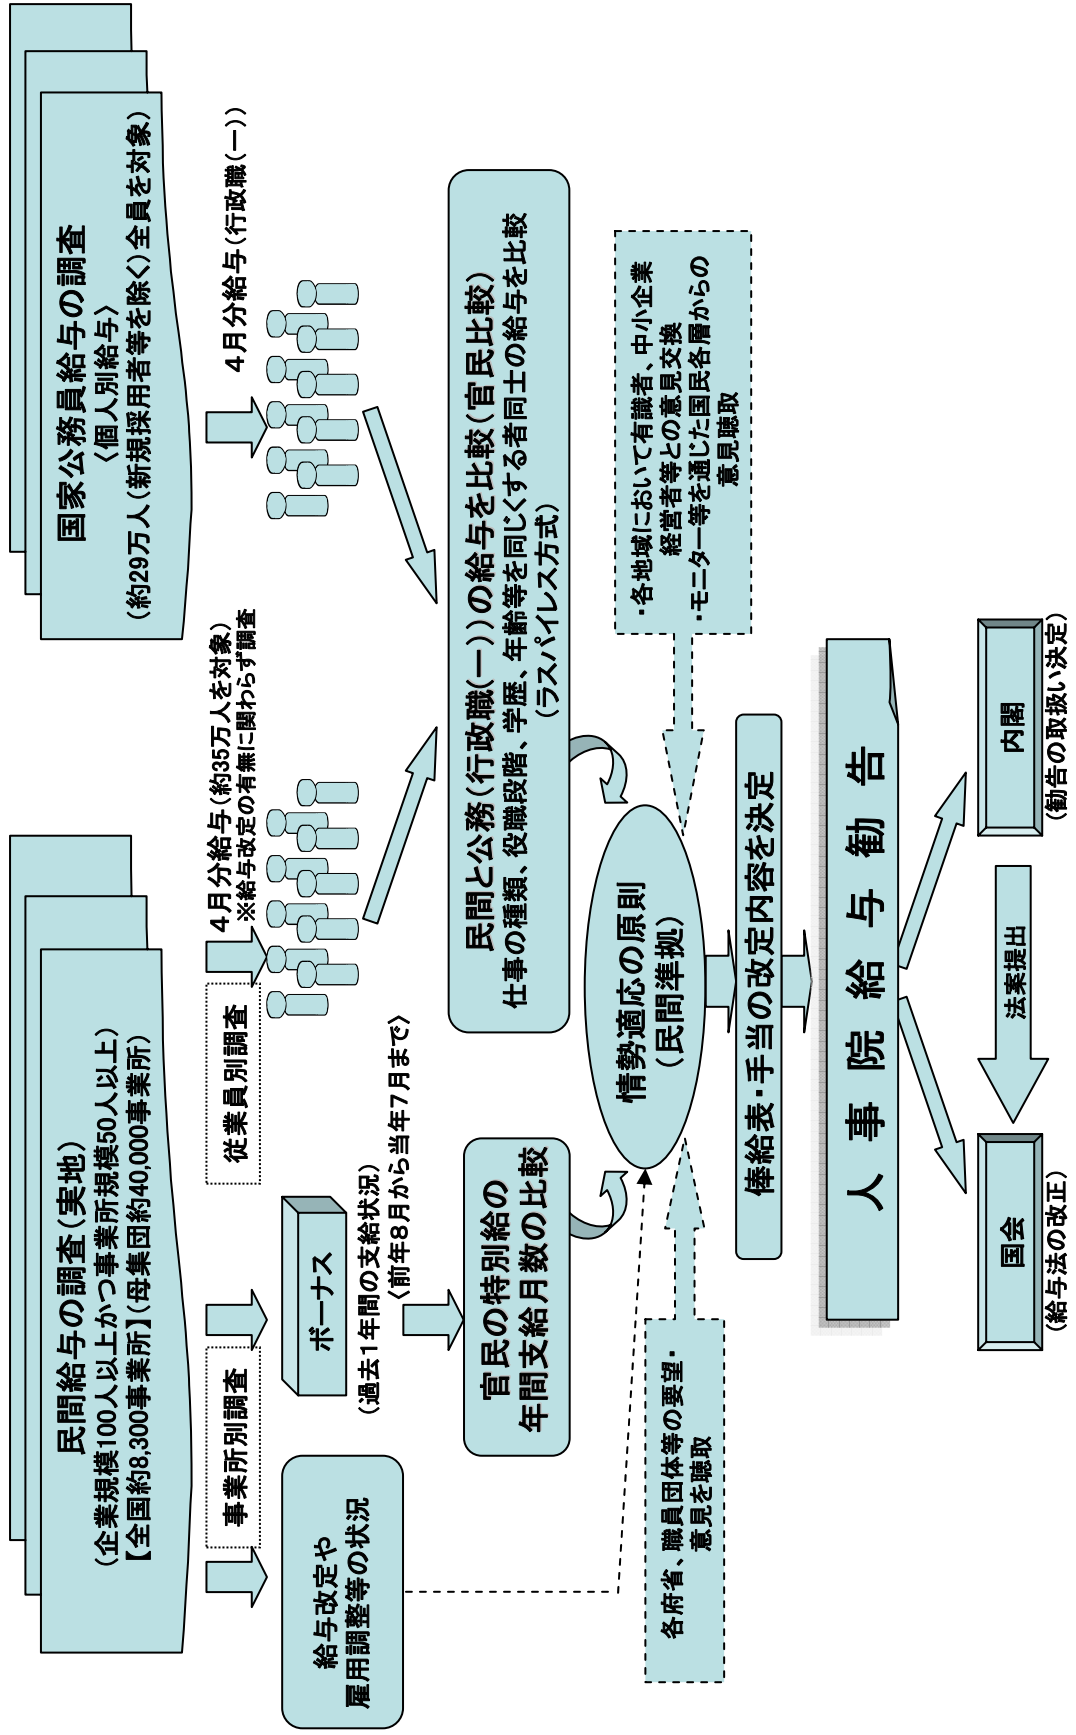 民間給与の調査（実地）
（企業規模100人以上かつ事業所規模50人以上）
【全国約8,300事業所】（母集団約40,000事業所）
国家公務員給与の調査
〈個人別給与〉
（約29万人（新規採用者等を除く）全員を対象）
事業所別調査
従業員別調査
４月分給与（約35万人を対象）
※給与改定の有無に関わらず調査
４月分給与（行政職（一））
給与改定や
雇用調整等の状況
ボーナス
（過去１年間の支給状況）
〈前年８月から当年７月まで〉
官民の特別給の
年間支給月数の比較
民間と公務（行政職（一））の給与を比較（官民比較）
仕事の種類、役職段階、学歴、年齢等を同じくする者同士の給与を比較
（ラスパイレス方式）
情勢適応の原則
（民間準拠）
各府省、職員団体等の要望・
意見を聴取
・各地域において有識者、中小企業
経営者等との意見交換
・モニター等を通じた国民各層からの
意見聴取
俸給表・手当の改定内容を決定
人事院給与勧告
国会
（給与法の改正）
法案提出
内閣
（勧告の取扱い決定）